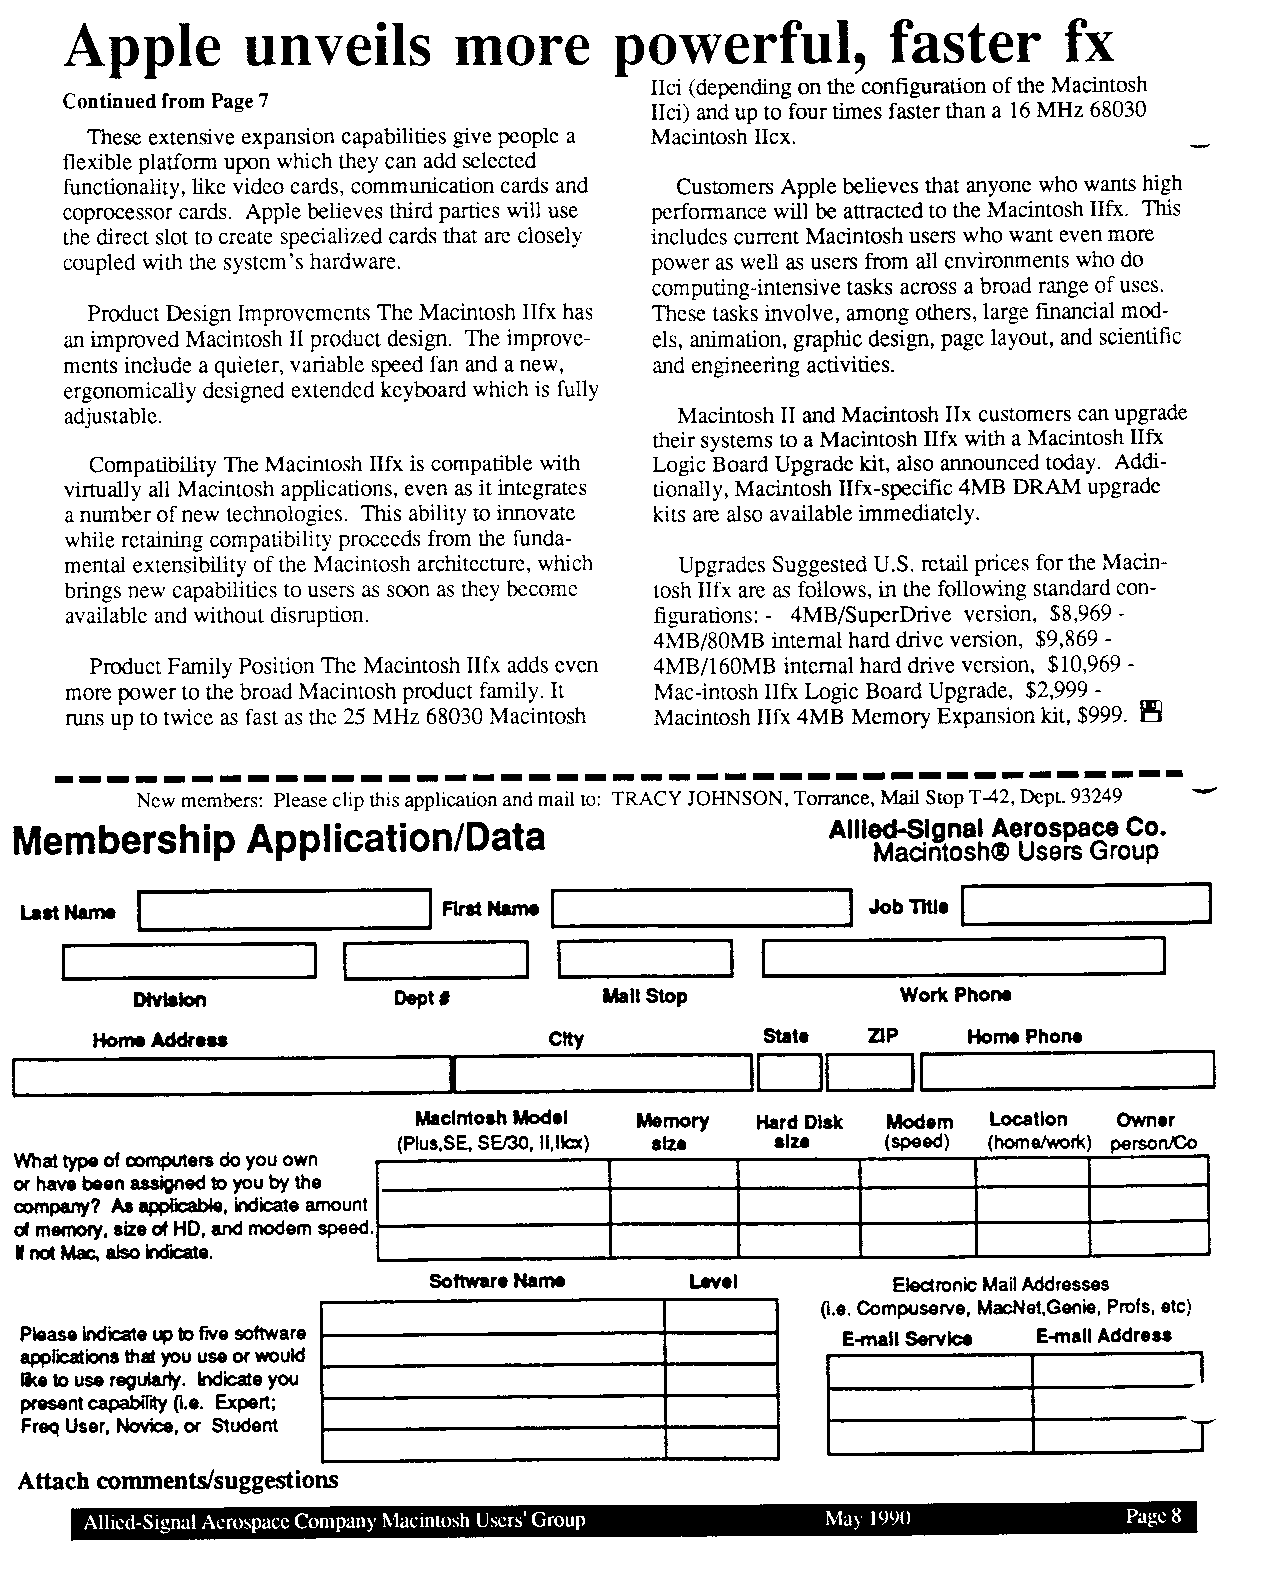 Apple unveils more powerful, faster fx
Continued from Page 7
These extensive expansion capabilities give people a
flexible platform upon which they can add selected
functionality, like video cards, communication cards and
coprocessor cards.  Apple believes third parties will use
the direct slot to create specialized cards that are closely
coupled with the system's hardware.
Product Design Improvements The Macintosh IIfx has
an improved Macintosh II product design.  The improve-
ments include a quieter, variable speed fan and a new,
ergonomically designed extended keyboard which is fully
adjustable.
Compatibility The Macintosh IIfx is compatible with
virtually all Macintosh applications, even as it integrates
a number of new technologies.  This ability to innovate
while retaining compatibility proceeds from the funda-
mental extensibility of the Macintosh architecture, which
brings new capabilities to users as soon as they become
available and without disruption.
Product Family Position The Macintosh IIfx adds even
more power to the broad Macintosh product family. It
runs up to twice as fast as the 25 MHz 68030 Macintosh
IIci (depending on the configuration of the Macintosh
IIci) and up to four times faster than a 16 MHz 68030
Macintosh IIcx.
Customers Apple believes that anyone who wants high
performance will be attracted to the Macintosh IIfx.  This
includes current Macintosh users who want even more
power as well as users from all environments who do
computing-intensive tasks across a broad range of uses.
These tasks involve, among others, large financial mod-
els, animation, graphic design, page layout, and scientific
and engineering activities.
Macintosh II and Macintosh IIx customers can upgrade
their systems to a Macintosh IIfx with a Macintosh IIfx
Logic Board Upgrade kit, also announced today.  Addi-
tionally, Macintosh IIfx-specific 4MB DRAM upgrade
kits are also available immediately.
Upgrades Suggested U.S. retail prices for the Macin-
tosh IIfx are as follows, in the following standard con-
figurations: -  4MB/SuperDrive version,  $8,969 -
4MB/80MB internal hard drive version,  $9,869 -
4MB/160MB internal hard drive version,  $10,969 -
Mac-intosh IIfx Logic Board Upgrade,  $2,999 -
Macintosh IIfx 4MB Memory Expansion kit, $999.
New members:  Please clip this application and mail to:  TRACY JOHNSON, Torrance, Mail Stop T-42, Dept. 93249
Membership Application/Data
Allied-Signal Aerospace Co.
Macintosh® Users Group
Last Name First Name Job Title
Division Dept # Mail Stop Work Phone
Home Address City State ZIP Home Phone
Macintosh Model Memory Hard Disk Modem Location Owner
(Plus,SE, SE/30, II,IIcx) size size (speed) (home/work) person/Co
What type of computers do you own
or have been assigned to you by the
company?  As applicable, indicate amount
of memory, size of HD, and modem speed.
If not Mac, also indicate.
Software Name Level
Please indicate up to five software
applications that you use or would
like to use regularly.  Indicate you
present capability (i.e.  Expert;
Freq User, Novice, or  Student
Electronic Mail Addresses
(i.e. Compuserve, MacNet,Genie, Profs, etc)
E-mail Service E-mail Address
Attach comments/suggestions
Allied-Signal Aerospace Company Macintosh Users' Group May 1990 Page 8